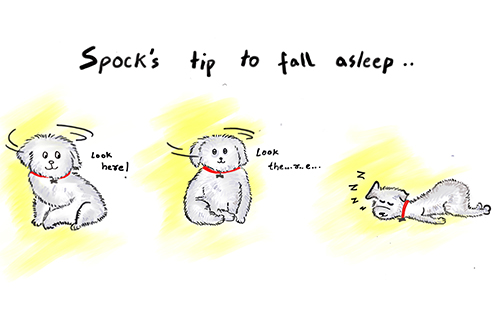 Spock's tip to fall asleep..
Look
here!
Look
the...r..e...
z
z
z
z